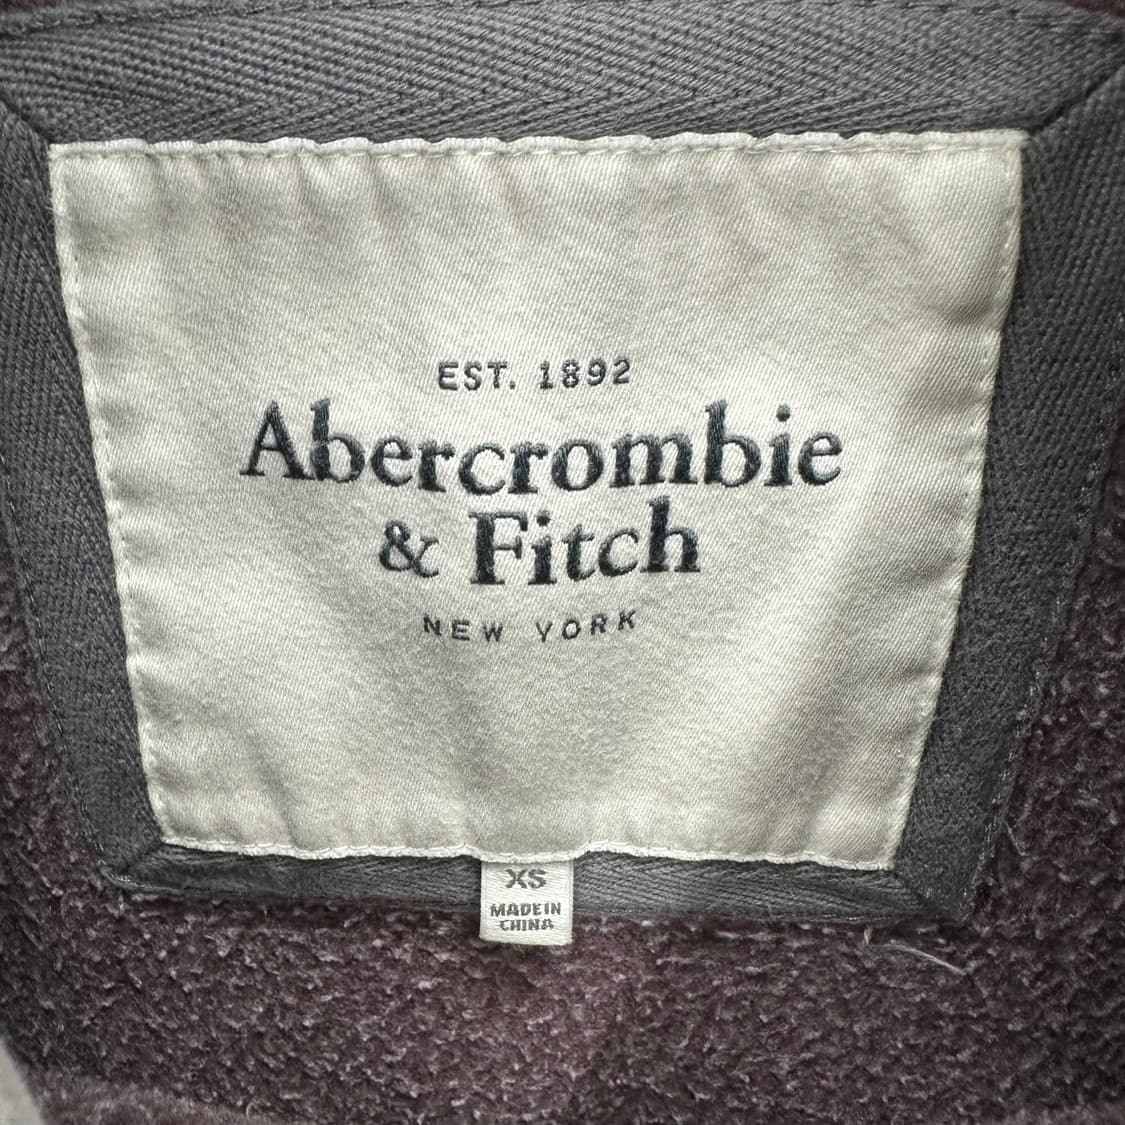 EST. 1892
Abercrombie
& Fitch
NEW YORK
XS
MADE IN
CHINA